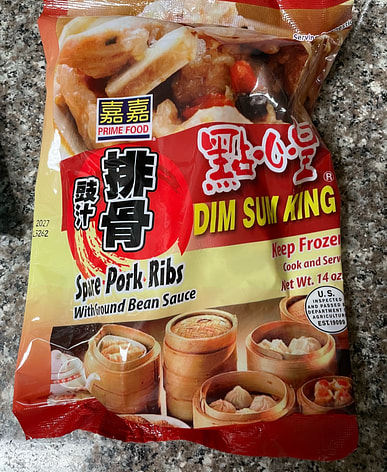 嘉嘉
PRIME FOOD
點心皇®
DIM SUM KING
豉汁
排骨
2027
Keep Frozen
Cook and Serve
Net Wt. 14 oz
Spare Pork Ribs
With Ground Bean Sauce
U.S.
INSPECTED
AND PASSED BY
DEPARTMENT OF
AGRICULTURE
EST.19089